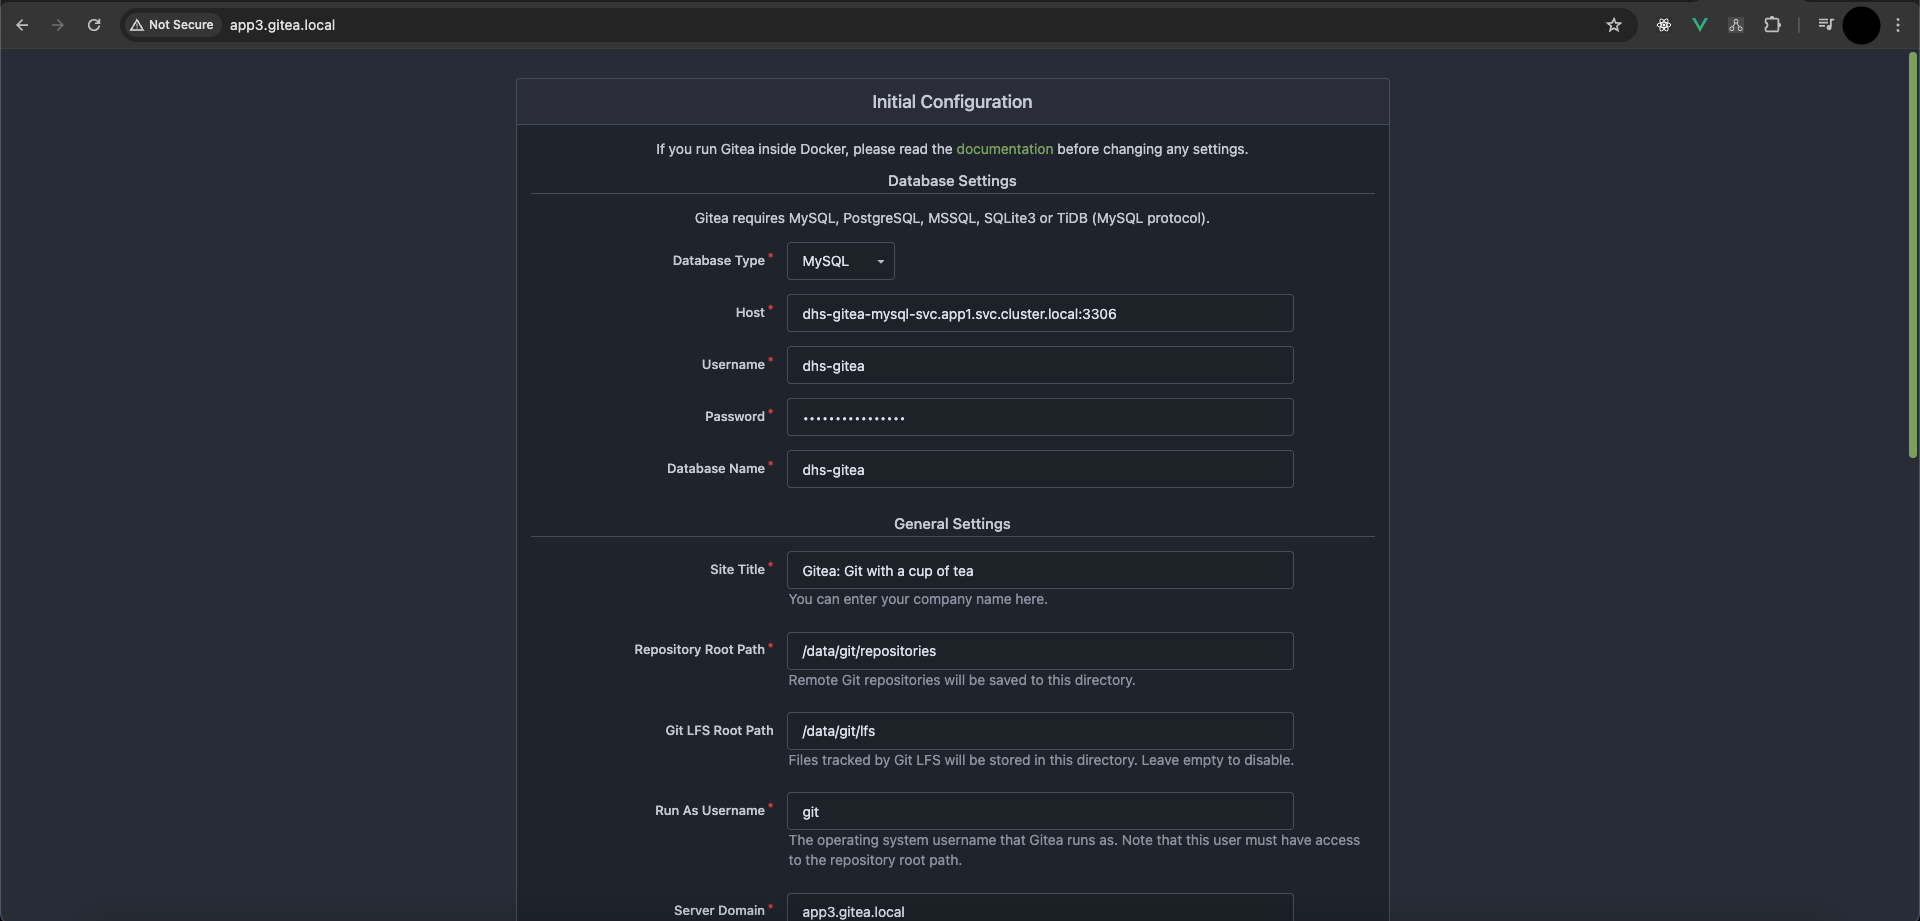 Not Secure app3.gitea.local
Initial Configuration
If you run Gitea inside Docker, please read the documentation before changing any settings.
Database Settings
Gitea requires MySQL, PostgreSQL, MSSQL, SQLite3 or TiDB (MySQL protocol).
Database Type* MySQL
Host* dhs-gitea-mysql-svc.app1.svc.cluster.local:3306
Username* dhs-gitea
Password* ••••••••••••••••
Database Name* dhs-gitea
General Settings
Site Title* Gitea: Git with a cup of tea
You can enter your company name here.
Repository Root Path* /data/git/repositories
Remote Git repositories will be saved to this directory.
Git LFS Root Path /data/git/lfs
Files tracked by Git LFS will be stored in this directory. Leave empty to disable.
Run As Username* git
The operating system username that Gitea runs as. Note that this user must have access
to the repository root path.
Server Domain* app3.gitea.local